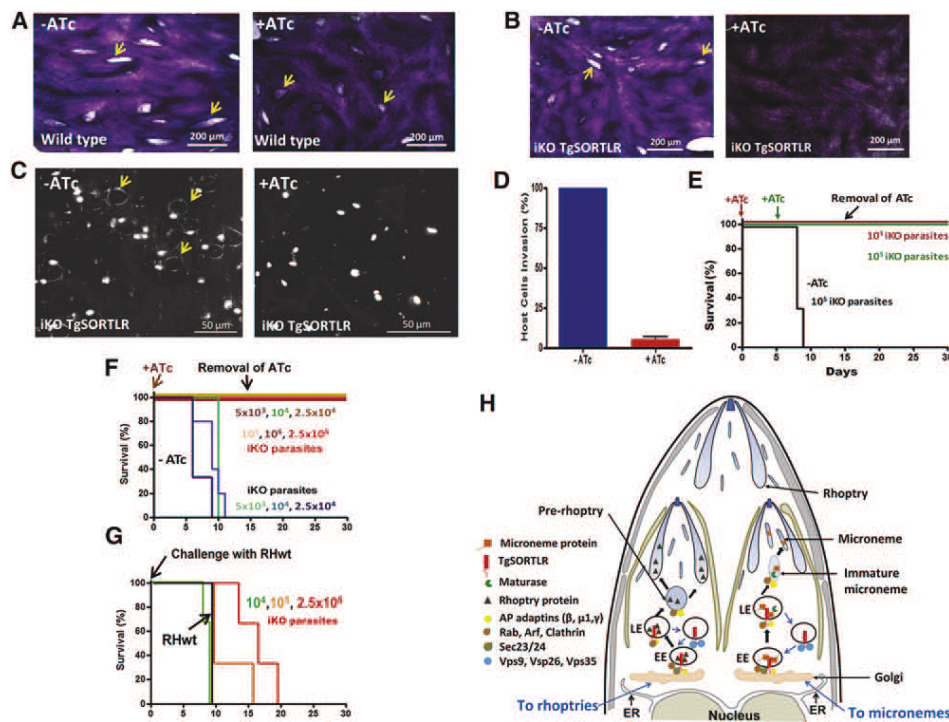 A
-ATc
Wild type
200 µm
+ATc
Wild type
200 µm
B
-ATc
iKO TgSORTLR
200 µm
+ATc
iKO TgSORTLR
200 µm
C
-ATc
iKO TgSORTLR
50 µm
+ATc
iKO TgSORTLR
50 µm
D
Host Cells Invasion (%)
100
75
50
25
0
-ATc
+ATc
E
+ATc
+ATc
Removal of ATc
10⁵ iKO parasites
10⁵ iKO parasites
-ATc
10⁵ iKO parasites
Survival(%)
100
80
60
40
20
0
0
5
10
15
20
25
30
Days
F
+ATc
Removal of ATc
5x10³, 10⁴, 2.5x10⁴
10⁵, 10⁶, 2.5x10⁶
iKO parasites
- ATc
iKO parasites
5x10³, 10⁴, 2.5x10⁴
Survival (%)
100
80
60
40
20
0
0
5
10
15
20
25
30
G
Challenge with RHwt
10⁴, 10⁵, 2.5x10⁶
iKO parasites
RHwt
Survival (%)
100
80
60
40
20
0
0
5
10
15
20
25
30
H
Rhoptry
Pre-rhoptry
Microneme
Microneme protein
TgSORTLR
Maturase
Rhoptry protein
AP adaptins (β, µ1,γ)
Rab, Arf, Clathrin
Sec23/24
Vps9, Vsp26, Vps35
Immature
microneme
LE
LE
EE
EE
Golgi
To rhoptries
ER
Nucleus
ER
To micronemes